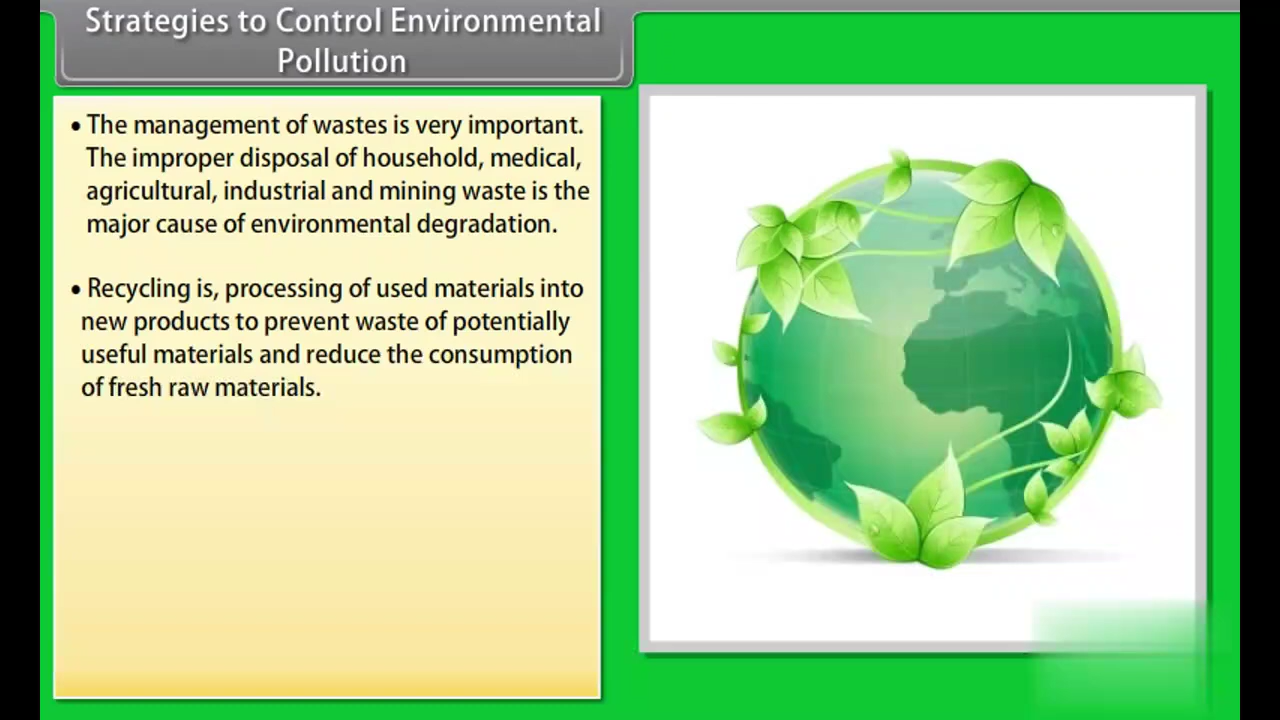 Strategies to Control Environmental
Pollution
• The management of wastes is very important.
The improper disposal of household, medical,
agricultural, industrial and mining waste is the
major cause of environmental degradation.
• Recycling is, processing of used materials into
new products to prevent waste of potentially
useful materials and reduce the consumption
of fresh raw materials.